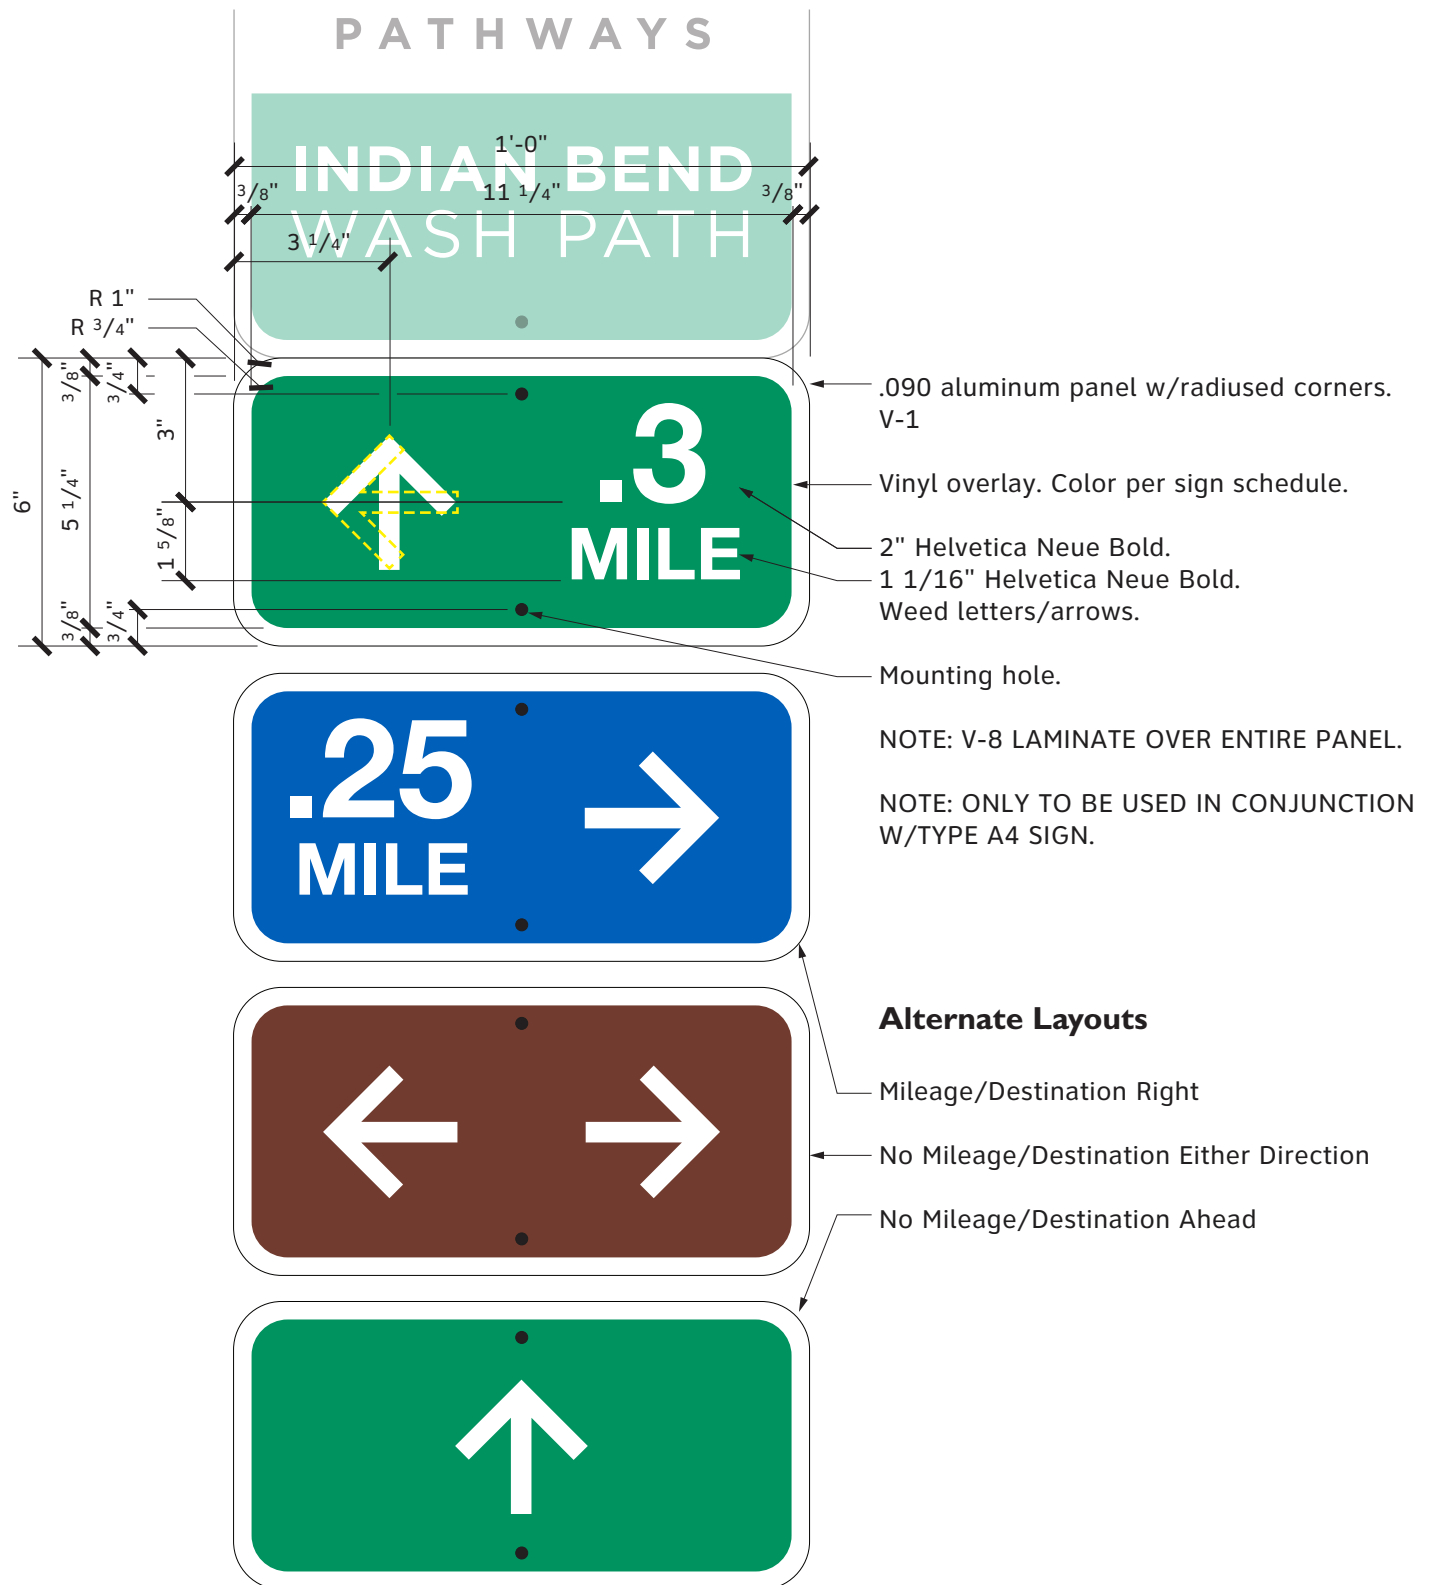 PATHWAYS
INDIAN BEND
WASH PATH
1'-0"
3/8"
11 1/4"
3/8"
3 1/4"
R 1"
R 3/4"
6"
3/8"
5 1/4"
3/8"
3/4"
3/4"
3"
1 5/8"
.3
MILE
.090 aluminum panel w/radiused corners.
V-1
Vinyl overlay. Color per sign schedule.
2" Helvetica Neue Bold.
1 1/16" Helvetica Neue Bold.
Weed letters/arrows.
Mounting hole.
NOTE: V-8 LAMINATE OVER ENTIRE PANEL.
NOTE: ONLY TO BE USED IN CONJUNCTION
W/TYPE A4 SIGN.
.25
MILE
Alternate Layouts
Mileage/Destination Right
No Mileage/Destination Either Direction
No Mileage/Destination Ahead